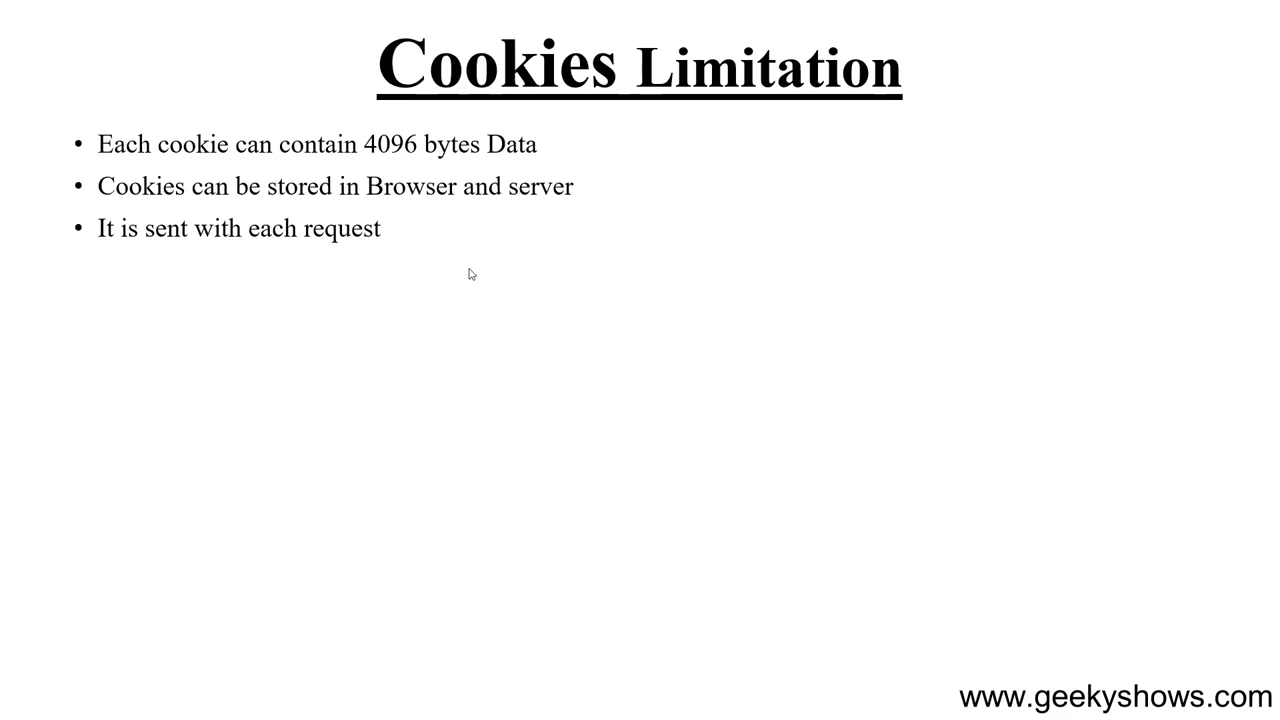 Cookies Limitation
• Each cookie can contain 4096 bytes Data
• Cookies can be stored in Browser and server
• It is sent with each request
www.geekyshows.com